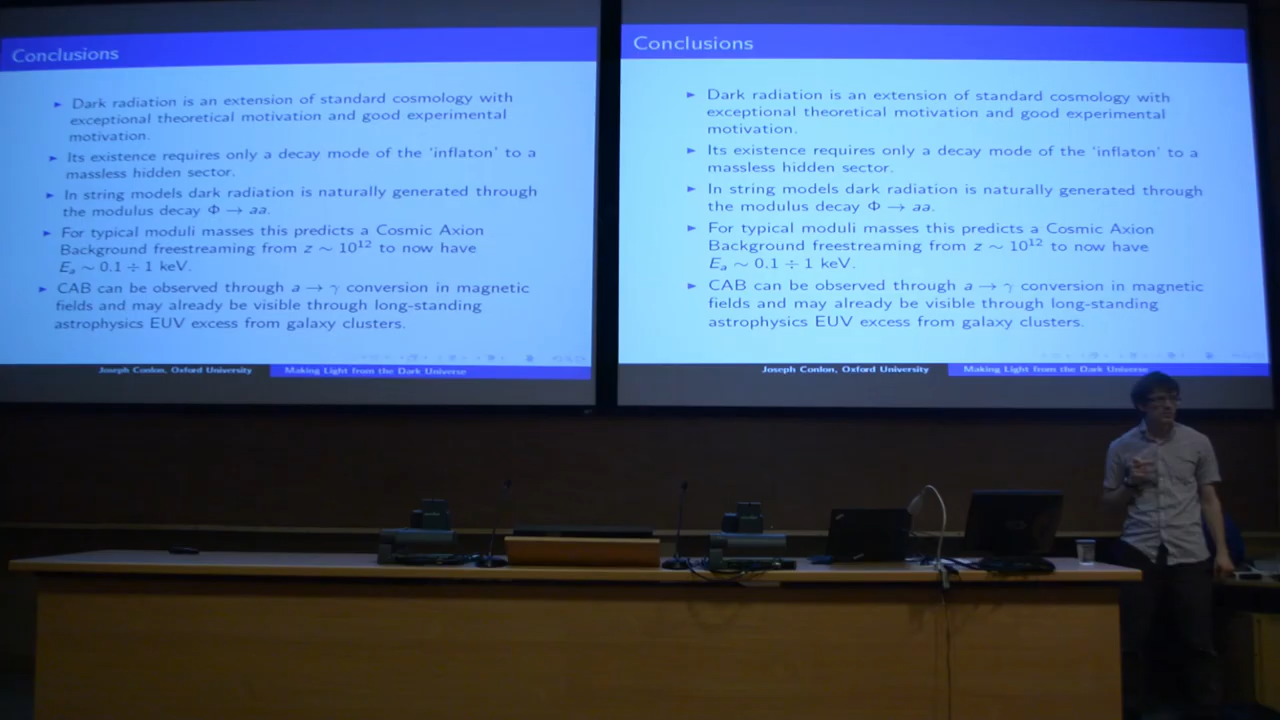 Conclusions
► Dark radiation is an extension of standard cosmology with
exceptional theoretical motivation and good experimental
motivation.
► Its existence requires only a decay mode of the 'inflaton' to a
massless hidden sector.
► In string models dark radiation is naturally generated through
the modulus decay Φ → aa.
► For typical moduli masses this predicts a Cosmic Axion
Background freestreaming from z ∼ 10¹² to now have
Eₐ ∼ 0.1 ÷ 1 keV.
► CAB can be observed through a → γ conversion in magnetic
fields and may already be visible through long-standing
astrophysics EUV excess from galaxy clusters.
Joseph Conlon, Oxford University
Making Light from the Dark Universe
Conclusions
► Dark radiation is an extension of standard cosmology with
exceptional theoretical motivation and good experimental
motivation.
► Its existence requires only a decay mode of the 'inflaton' to a
massless hidden sector.
► In string models dark radiation is naturally generated through
the modulus decay Φ → aa.
► For typical moduli masses this predicts a Cosmic Axion
Background freestreaming from z ∼ 10¹² to now have
Eₐ ∼ 0.1 ÷ 1 keV.
► CAB can be observed through a → γ conversion in magnetic
fields and may already be visible through long-standing
astrophysics EUV excess from galaxy clusters.
Joseph Conlon, Oxford University
Making Light from the Dark Universe